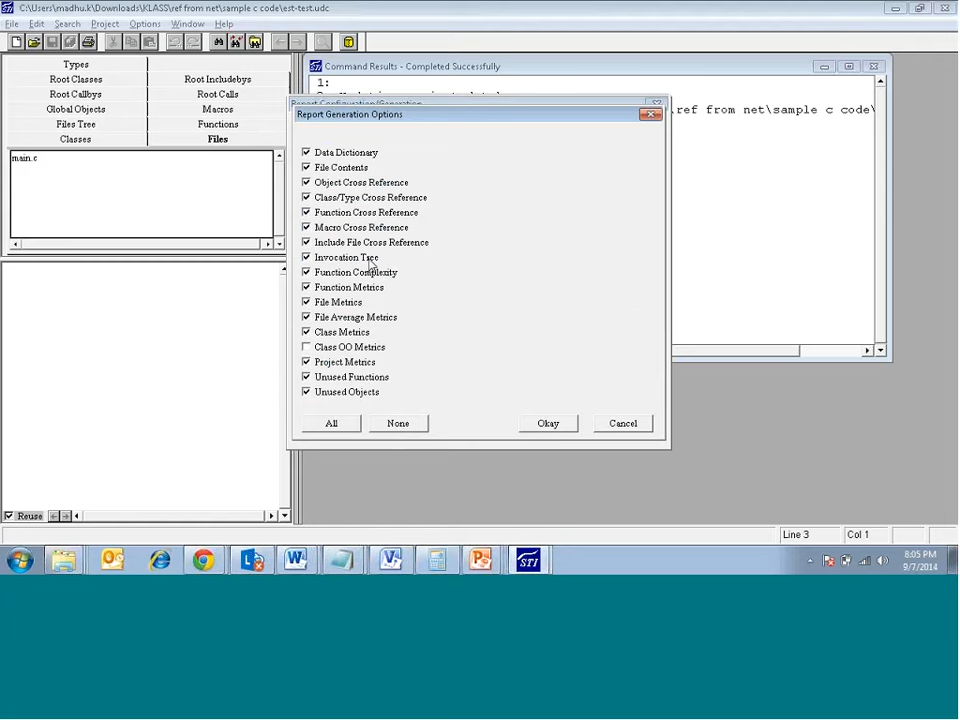 C:\Users\madhu.k\Downloads\KLASS\ref from net\sample c code\est-test.udc
File Edit Search Project Options Window Help
Types
Root Classes Root Includebys
Root Callbys Root Calls
Global Objects Macros
Files Tree Functions
Classes Files
main.c
Reuse
Command Results - Completed Successfully
1:
\ref from net\sample c code\
Report Configuration/Generation
Report Generation Options
Data Dictionary
File Contents
Object Cross Reference
Class/Type Cross Reference
Function Cross Reference
Macro Cross Reference
Include File Cross Reference
Invocation Tree
Function Complexity
Function Metrics
File Metrics
File Average Metrics
Class Metrics
Class OO Metrics
Project Metrics
Unused Functions
Unused Objects
All None Okay Cancel
Line 3 Col 1
STI
8:05 PM
9/7/2014